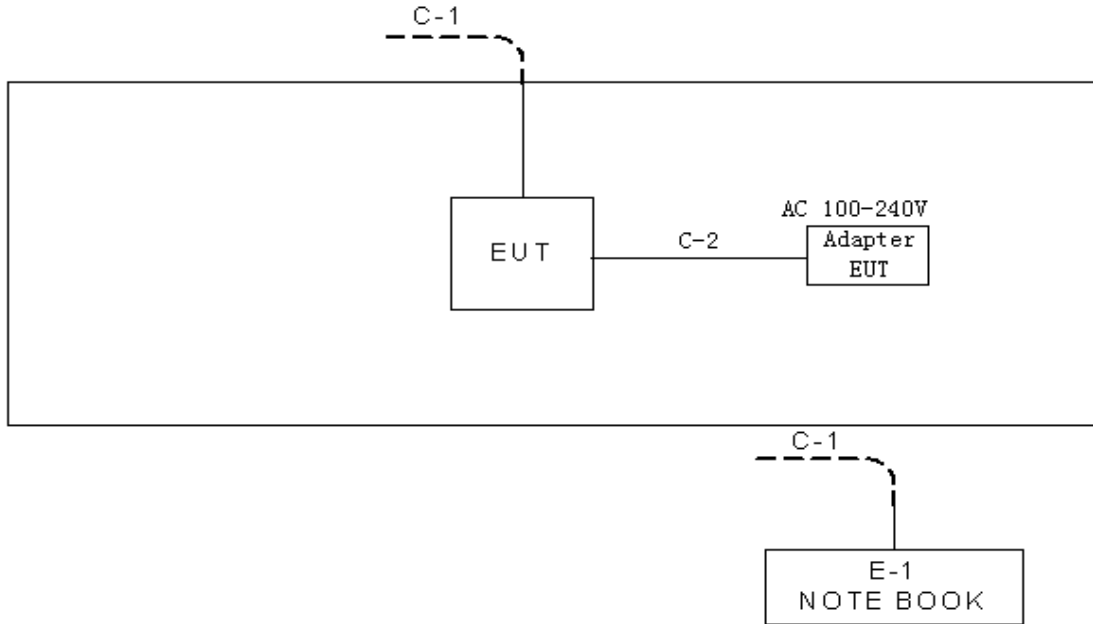 C-1
EUT
C-2
AC 100-240V
Adapter
EUT
C-1
E-1
NOTE BOOK